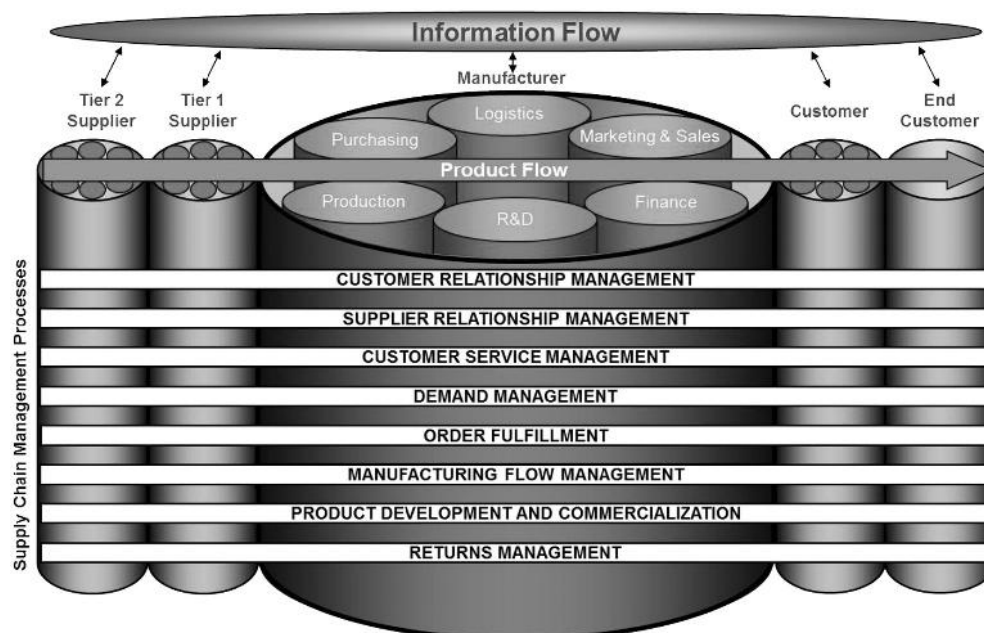 Information Flow
Manufacturer
Tier 2
Supplier
Tier 1
Supplier
Customer
End
Customer
Logistics
Purchasing
Marketing & Sales
Product Flow
Production
R&D
Finance
Supply Chain Management Processes
CUSTOMER RELATIONSHIP MANAGEMENT
SUPPLIER RELATIONSHIP MANAGEMENT
CUSTOMER SERVICE MANAGEMENT
DEMAND MANAGEMENT
ORDER FULFILLMENT
MANUFACTURING FLOW MANAGEMENT
PRODUCT DEVELOPMENT AND COMMERCIALIZATION
RETURNS MANAGEMENT